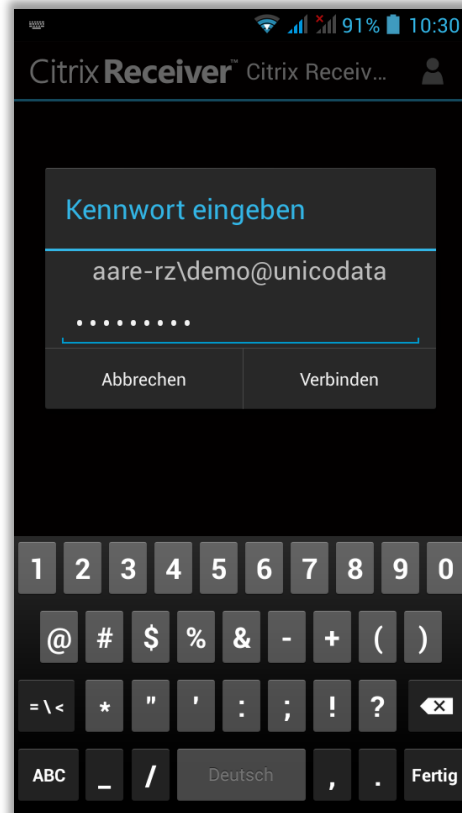 91% 10:30
Citrix Receiver™ Citrix Receiv...
Kennwort eingeben
aare-rz\demo@unicodata
•••••••••
Abbrechen Verbinden
1 2 3 4 5 6 7 8 9 0
@ # $ % & - + ( )
= \ < * " ' : ; ! ?
ABC _ / Deutsch , . Fertig